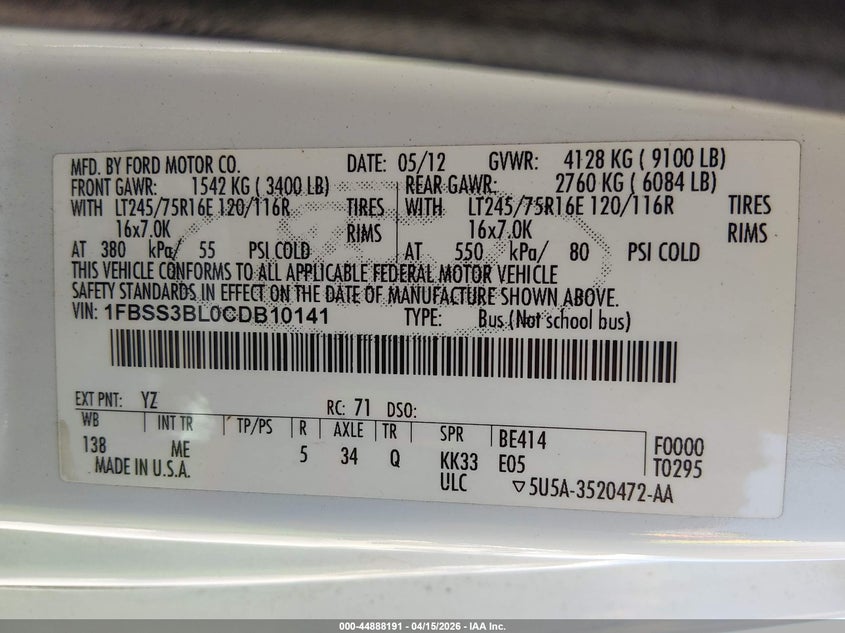 MFD. BY FORD MOTOR CO. DATE: 05/12 GVWR: 4128 KG ( 9100 LB)
FRONT GAWR: 1542 KG ( 3400 LB) REAR GAWR: 2760 KG ( 6084 LB)
WITH LT245/75R16E 120/116R TIRES WITH LT245/75R16E 120/116R TIRES
16x7.0K RIMS 16x7.0K RIMS
AT 380 kPa/ 55 PSI COLD AT 550 kPa/ 80 PSI COLD
THIS VEHICLE CONFORMS TO ALL APPLICABLE FEDERAL MOTOR VEHICLE
SAFETY STANDARDS IN EFFECT ON THE DATE OF MANUFACTURE SHOWN ABOVE.
VIN: 1FBSS3BL0CDB10141 TYPE: Bus (Not school bus)
EXT PNT: YZ RC: 71 DSO:
WB INT TR TP/PS R AXLE TR SPR BE414 F0000
138 ME 5 34 Q KK33 E05 T0295
MADE IN U.S.A. ULC ▽5U5A-3520472-AA
000-44888191 - 04/15/2026 - IAA Inc.